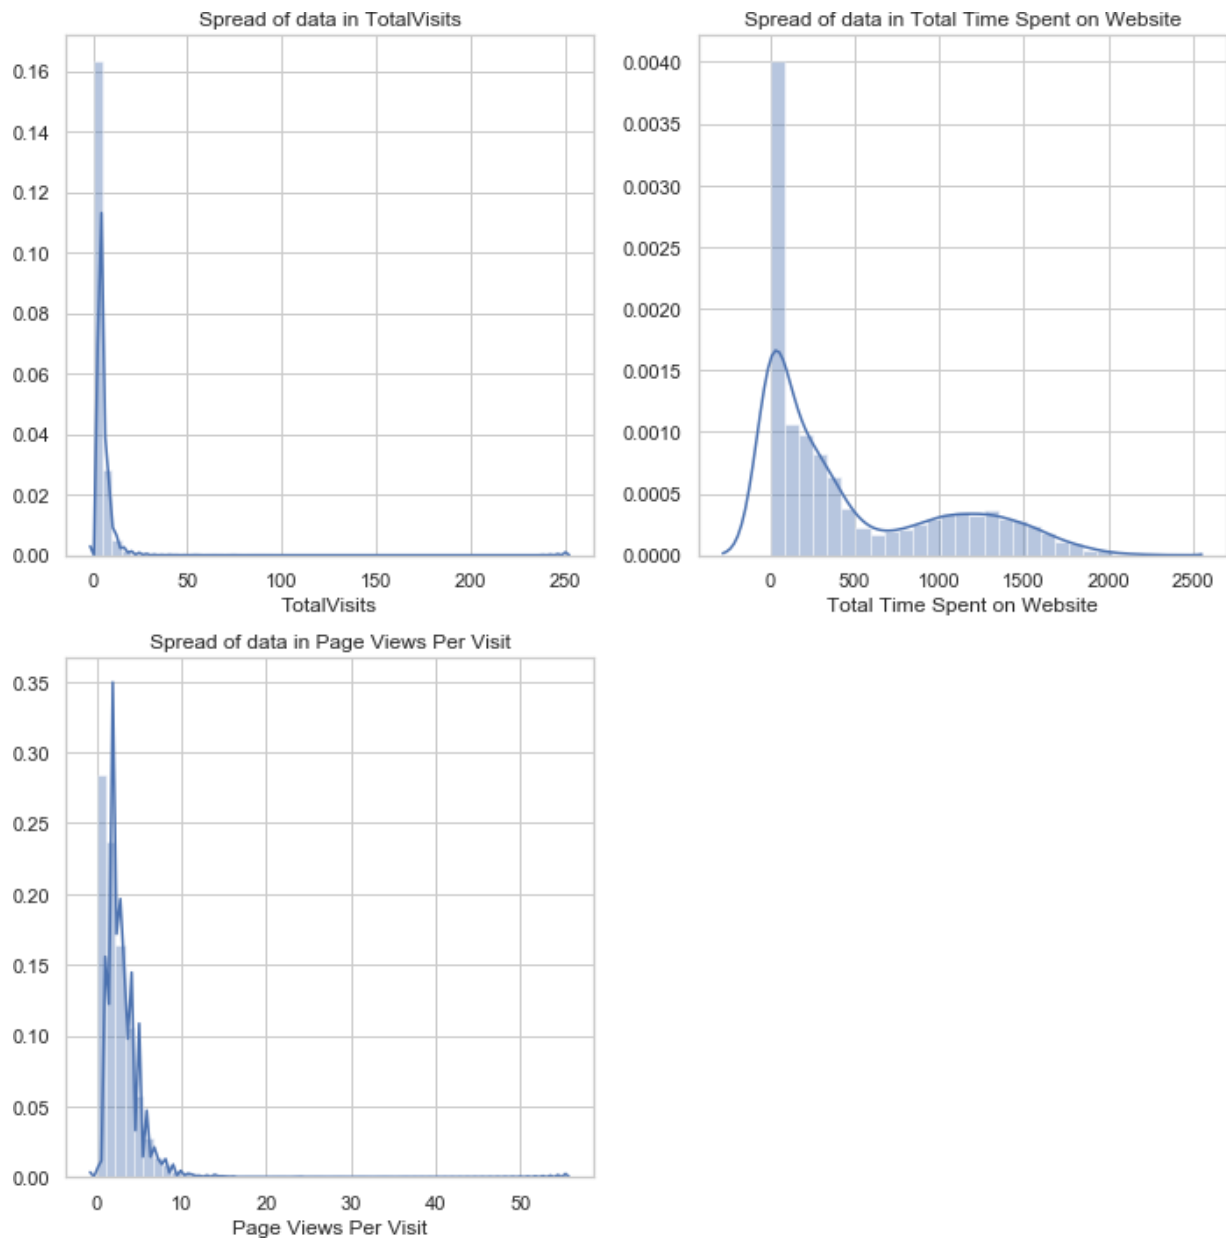 Spread of data in TotalVisits
0.16
0.14
0.12
0.10
0.08
0.06
0.04
0.02
0.00
0 50 100 150 200 250
TotalVisits
Spread of data in Total Time Spent on Website
0.0040
0.0035
0.0030
0.0025
0.0020
0.0015
0.0010
0.0005
0.0000
0 500 1000 1500 2000 2500
Total Time Spent on Website
Spread of data in Page Views Per Visit
0.35
0.30
0.25
0.20
0.15
0.10
0.05
0.00
0 10 20 30 40 50
Page Views Per Visit